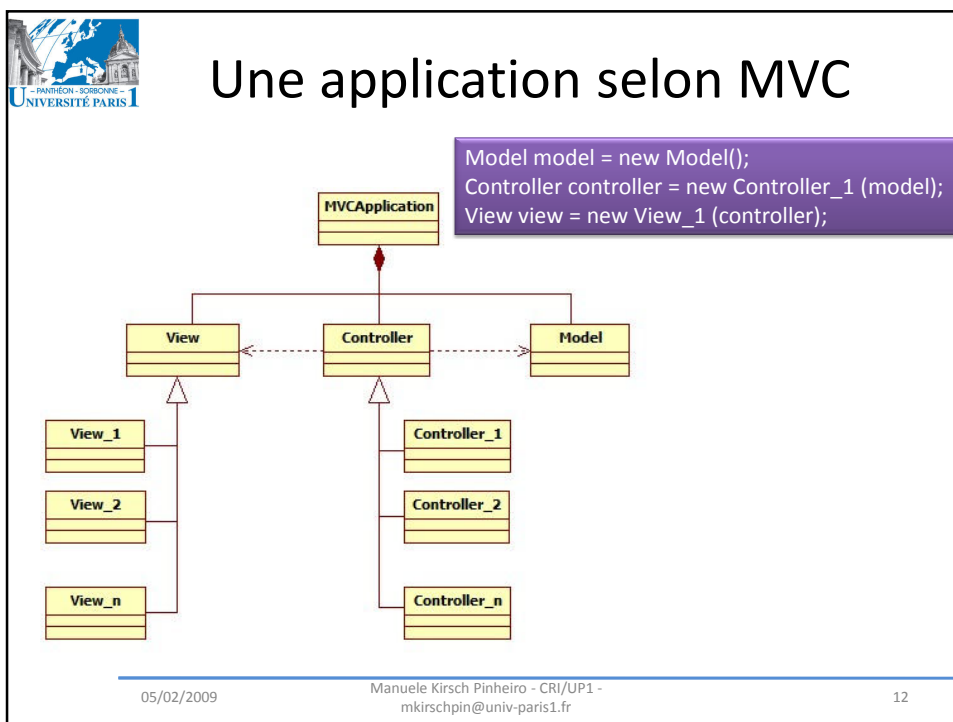 – PANTHÉON - SORBONNE –
UNIVERSITÉ PARIS 1
Une application selon MVC
Model model = new Model();
Controller controller = new Controller_1 (model);
View view = new View_1 (controller);
MVCApplication
View
Controller
Model
View_1
Controller_1
View_2
Controller_2
View_n
Controller_n
05/02/2009
Manuele Kirsch Pinheiro - CRI/UP1 -
mkirschpin@univ-paris1.fr
12